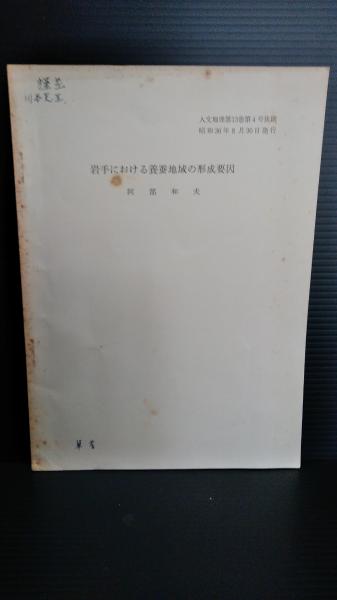 謹呈
人文地理第13巻第4号抜刷
昭和36年8月30日発行
岩手における養蚕地域の形成要因
阿部和夫